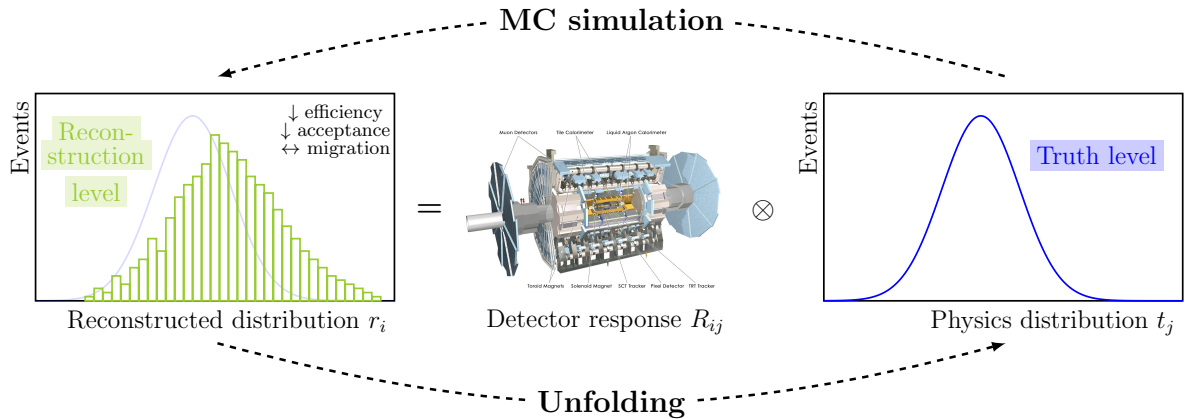 MC simulation
Events
Recon-
struction
level
↓ efficiency
↓ acceptance
↔ migration
Reconstructed distribution r_i
=
Muon Detectors
Tile Calorimeter
Liquid Argon Calorimeter
Toroid Magnets
Solenoid Magnet
SCT Tracker
Pixel Detector
TRT Tracker
Detector response R_{ij}
⊗
Events
Truth level
Physics distribution t_j
Unfolding